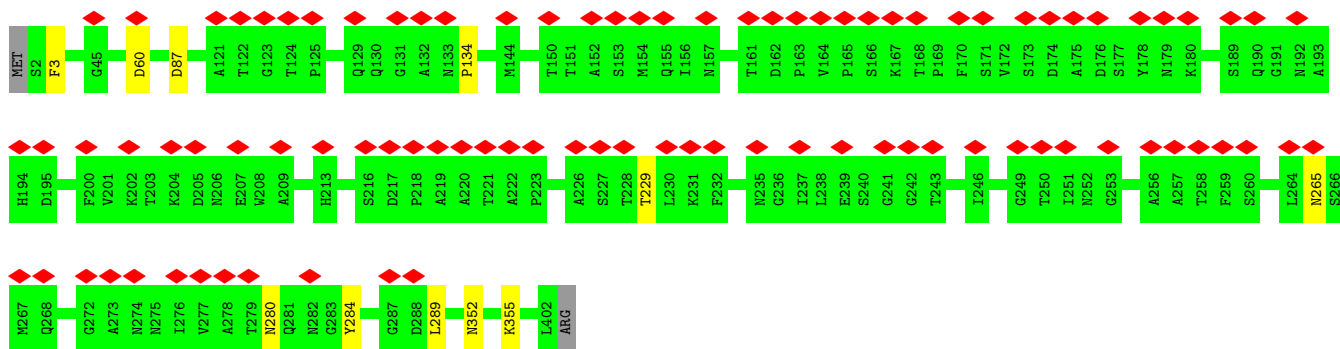 MET S2 F3 G45 D60 D87 A121 T122 G123 T124 P125 Q129 Q130 G131 A132 N133 P134 M144 T150 T151 A152 S153 M154 Q155 I156 N157 T161 D162 P163 V164 P165 S166 K167 T168 P169 F170 S171 V172 S173 D174 A175 D176 S177 Y178 N179 K180 S189 Q190 G191 N192 A193
H194 D195 F200 V201 K202 T203 K204 D205 N206 E207 W208 A209 H213 S216 D217 P218 A219 A220 T221 A222 P223 A226 S227 T228 T229 L230 K231 F232 N235 G236 I237 L238 E239 S240 G241 G242 T243 I246 G249 T250 I251 N252 G253 A256 A257 T258 F259 S260 L264 N265 S266
M267 Q268 G272 A273 N274 N275 I276 V277 A278 T279 N280 Q281 N282 G283 Y284 G287 D288 L289 N352 K355 L402 ARG